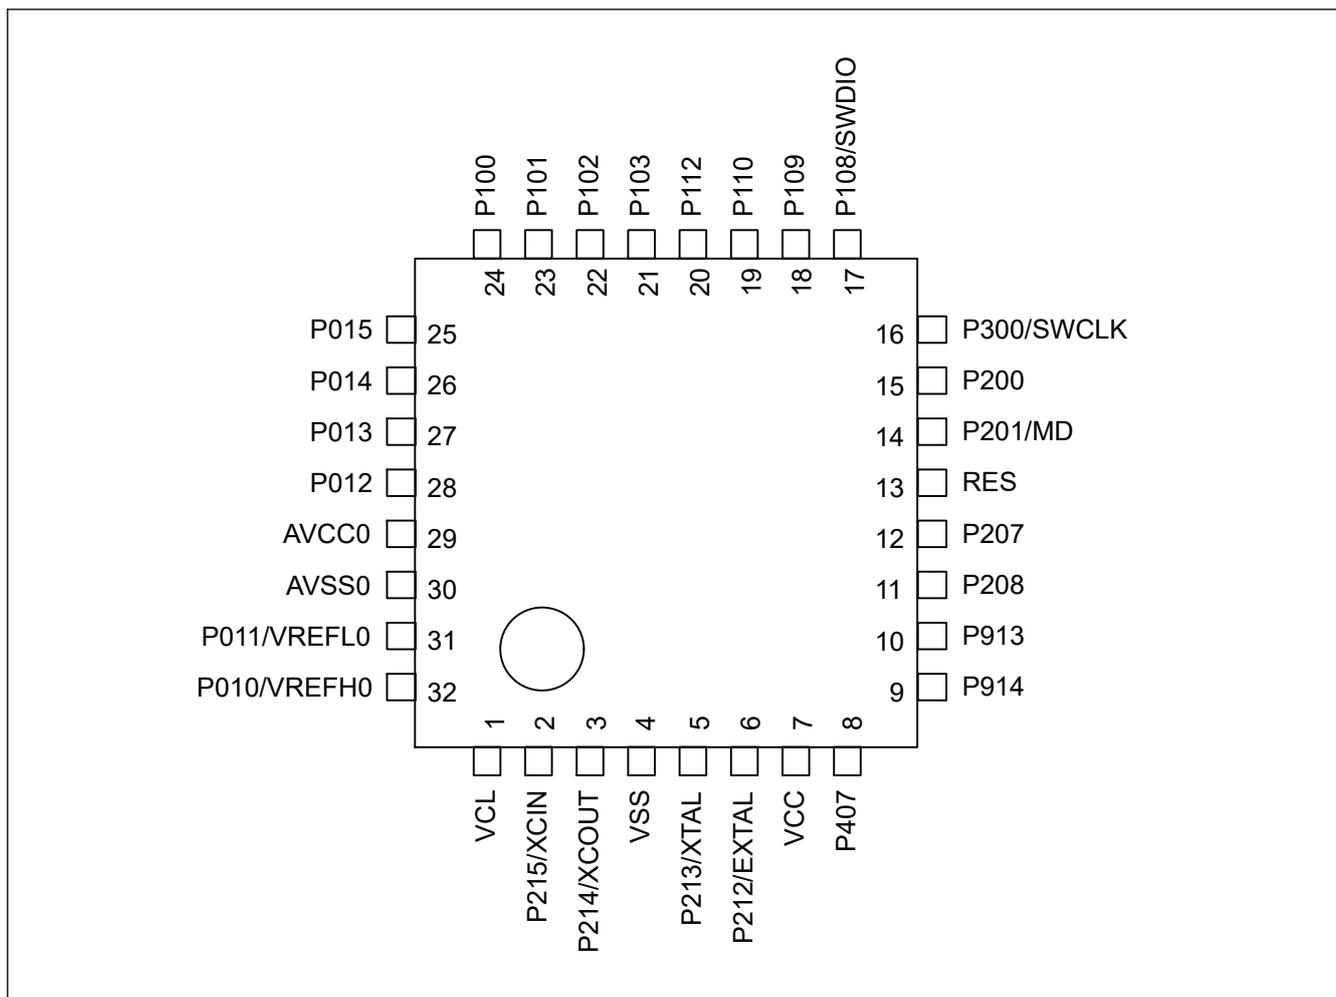 P100
P101
P102
P103
P112
P110
P109
P108/SWDIO
24
23
22
21
20
19
18
17
P015 25
P014 26
P013 27
P012 28
AVCC0 29
AVSS0 30
P011/VREFL0 31
P010/VREFH0 32
16 P300/SWCLK
15 P200
14 P201/MD
13 RES
12 P207
11 P208
10 P913
9 P914
1
2
3
4
5
6
7
8
VCL
P215/XCIN
P214/XCOUT
VSS
P213/XTAL
P212/EXTAL
VCC
P407